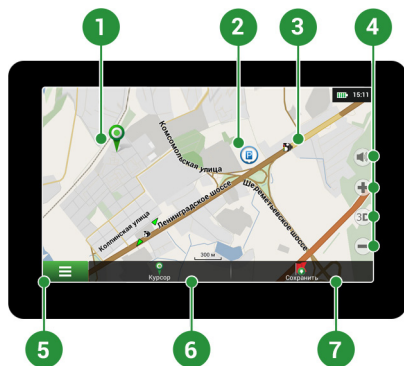 1
2
3
4
15:11
Комсомольская улица
P
Колпинская улица
Ленинградское шоссе
Шереметьевское шоссе
3D
300 м
Курсор
Сохранить
5
6
7